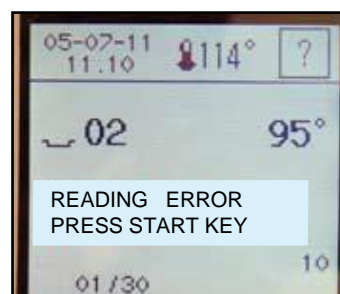 05-07-11 114° ?
11.10
02 95°
READING ERROR
PRESS START KEY
10
01/30